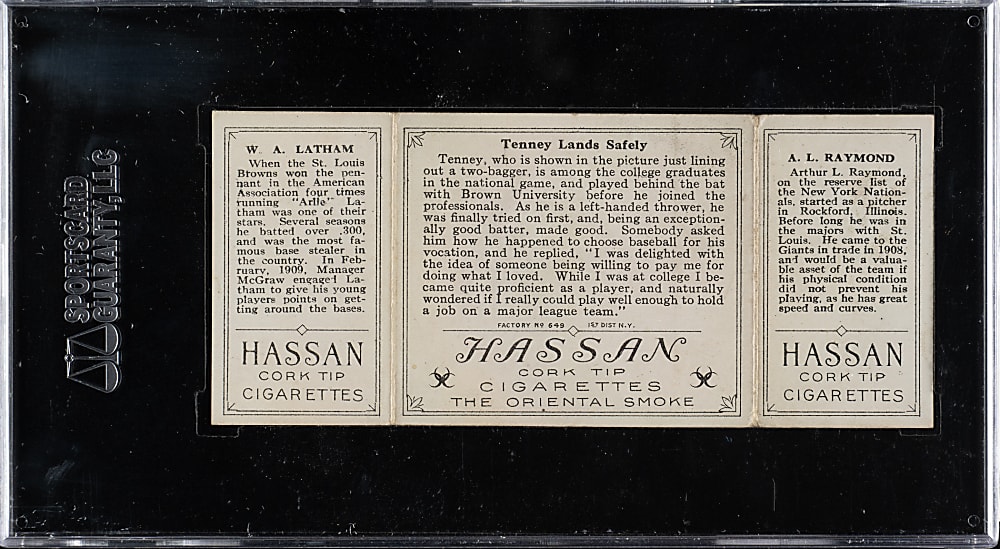 SPORTSCARD
GUARANTY, LLC
W. A. LATHAM
When the St. Louis
Browns won the pen-
nant in the American
Association four times
running "Arlie" La-
tham was one of their
stars. Several seasons
he batted over .300,
and was the most fa-
mous base stealer in
the country. In Feb-
ruary, 1909, Manager
McGraw engaged La-
tham to give his young
players points on get-
ting around the bases.
HASSAN
CORK TIP
CIGARETTES
Tenney Lands Safely
Tenney, who is shown in the picture just lining
out a two-bagger, is among the college graduates
in the national game, and played behind the bat
with Brown University before he joined the
professionals. As he is a left-handed thrower, he
was finally tried on first, and, being an exception-
ally good batter, made good. Somebody asked
him how he happened to choose baseball for his
vocation, and he replied, "I was delighted with
the idea of someone being willing to pay me for
doing what I loved. While I was at college I be-
came quite proficient as a player, and naturally
wondered if I really could play well enough to hold
a job on a major league team."
FACTORY No 649 1ST DIST N.Y.
HASSAN
CORK TIP
CIGARETTES
THE ORIENTAL SMOKE
A. L. RAYMOND
Arthur L. Raymond,
on the reserve list of
the New York Nation-
als, started as a pitcher
in Rockford, Illinois.
Before long he was in
the majors with St.
Louis. He came to the
Giants in trade in 1908,
and would be a valua-
ble asset of the team if
his physical condition
did not prevent his
playing, as he has great
speed and curves.
HASSAN
CORK TIP
CIGARETTES